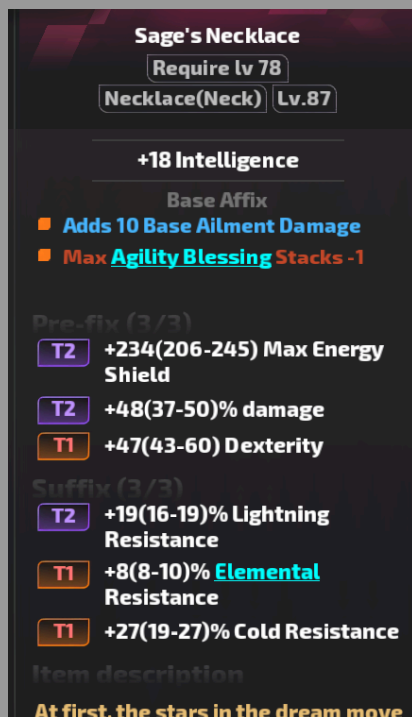 Sage's Necklace
Require lv 78
Necklace(Neck) Lv.87
+18 Intelligence
Base Affix
Adds 10 Base Ailment Damage
Max Agility Blessing Stacks -1
Pre-fix (3/3)
T2 +234(206-245) Max Energy
Shield
T2 +48(37-50)% damage
T1 +47(43-60) Dexterity
Suffix (3/3)
T2 +19(16-19)% Lightning
Resistance
T1 +8(8-10)% Elemental
Resistance
T1 +27(19-27)% Cold Resistance
Item description
At first, the stars in the dream move